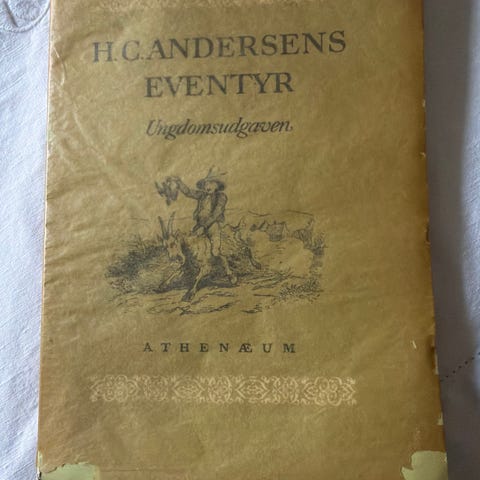 H.C.ANDERSENS
EVENTYR
Ungdomsudgaven
ATHENÆUM